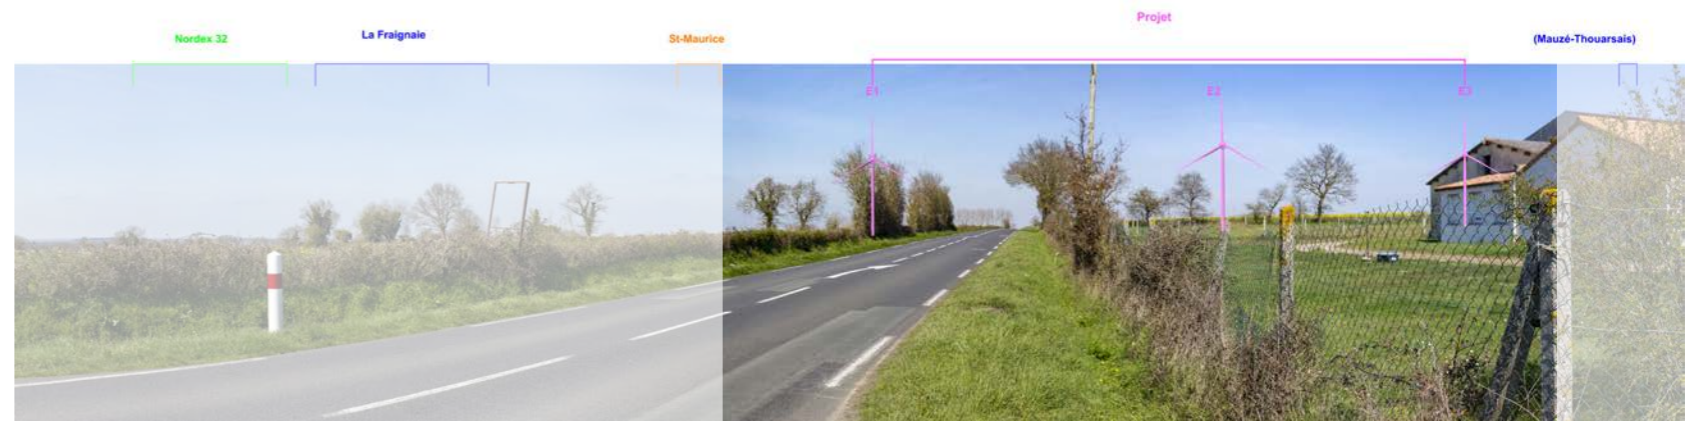 Projet
Nordex 32
La Fraignaie
St-Maurice
(Mauzé-Thouarsais)
E1
E2
E3